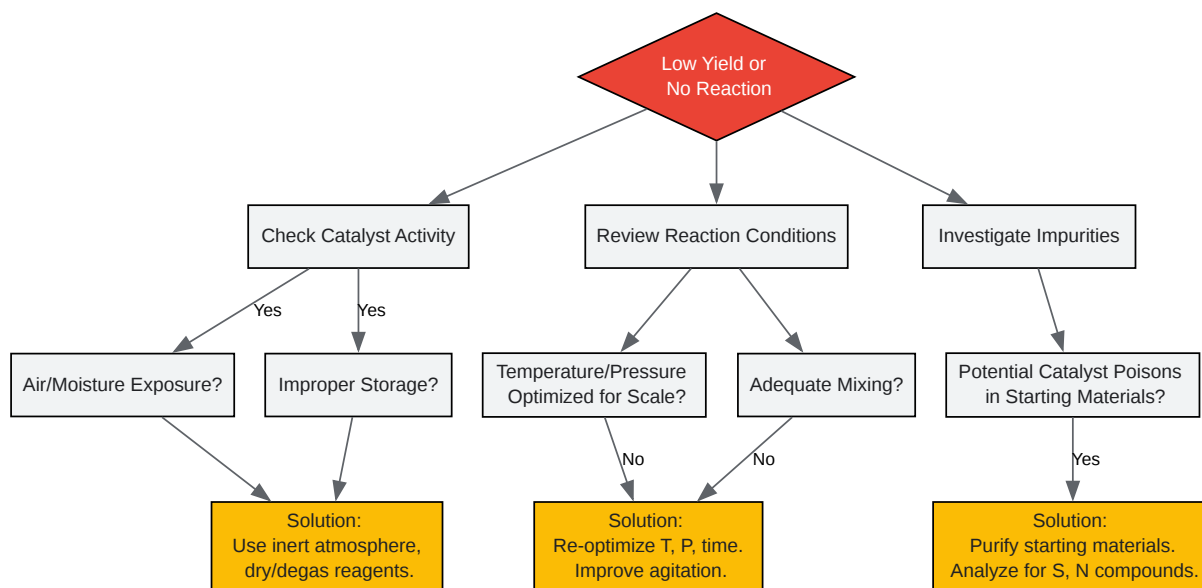 Low Yield or
No Reaction
Check Catalyst Activity
Review Reaction Conditions
Investigate Impurities
Yes
Yes
Air/Moisture Exposure?
Improper Storage?
Temperature/Pressure
Optimized for Scale?
Adequate Mixing?
Potential Catalyst Poisons
in Starting Materials?
No
No
Yes
Solution:
Use inert atmosphere,
dry/degas reagents.
Solution:
Re-optimize T, P, time.
Improve agitation.
Solution:
Purify starting materials.
Analyze for S, N compounds.